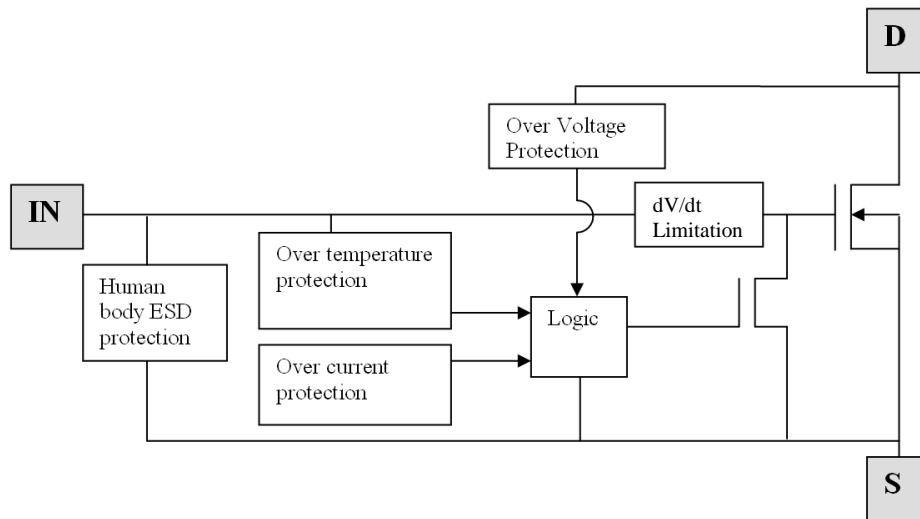 D
Over Voltage
Protection
IN
dV/dt
Limitation
Over temperature
protection
Human
body ESD
protection
Logic
Over current
protection
S